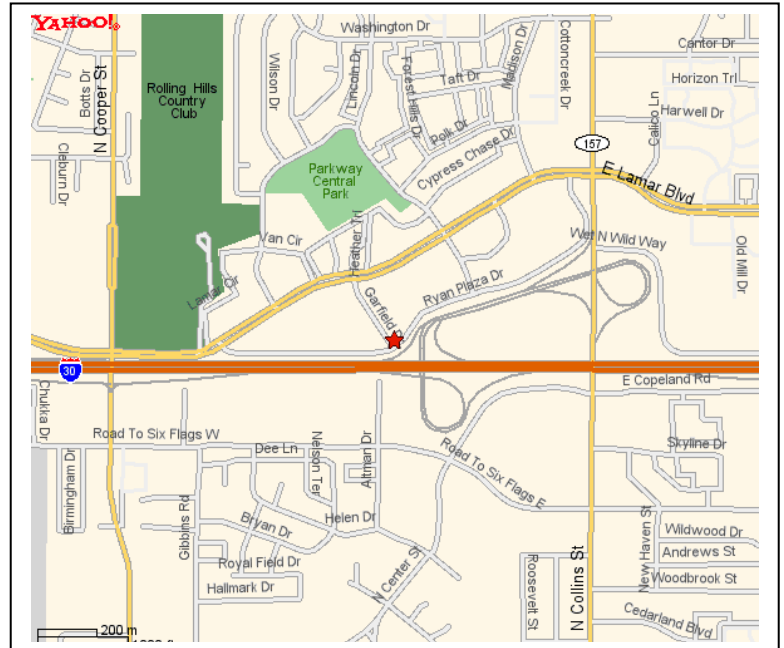 YAHOO!
Washington Dr
Botts Dr
N Cooper St
Cleburn Dr
Rolling Hills
Country
Club
Wilson Dr
Lincoln Dr
Forest Hills Dr
Taft Dr
Madison Dr
Polk Dr
Cottoncreek Dr
Cantor Dr
Horizon Trl
Calico Ln
Harwell Dr
157
Parkway
Central
Park
Cypress Chase Dr
E Lamar Blvd
Van Cir
Heather Trl
Lamar Cir
Garfield
Ryan Plaza Dr
Wet N Wild Way
Old Mill Dr
30
Chukka Dr
E Copeland Rd
Road To Six Flags W
Birmingham Dr
Gibbins Rd
Dee Ln
Nelson Ter
Altman Dr
Road To Six Flags E
Skyline Dr
Bryan Dr
Helen Dr
Royal Field Dr
Hallmark Dr
N Center St
Roosevelt St
N Collins St
New Haven St
Wildwood Dr
Andrews St
Woodbrook St
Cedarland Blvd
200 m